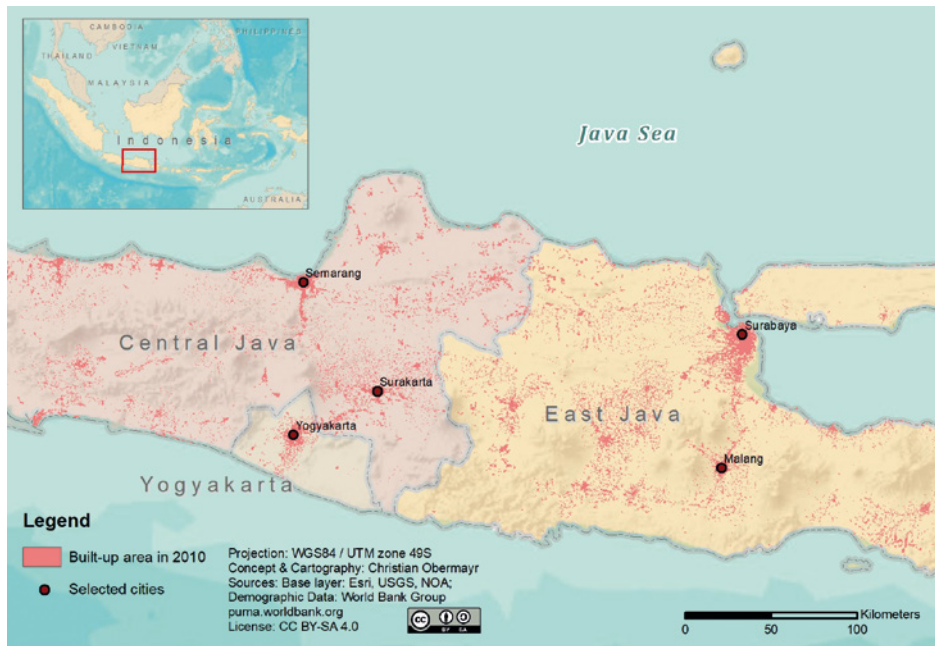 CAMBODIA
PHILIPPINES
THAILAND
VIETNAM
MALAYSIA
Indonesia
AUSTRALIA
Java Sea
Semarang
Central Java
Surabaya
Surakarta
East Java
Yogyakarta
Malang
Yogyakarta
Legend
Built-up area in 2010
Selected cities
Projection: WGS84 / UTM zone 49S
Concept & Cartography: Christian Obermayr
Sources: Base layer: Esri, USGS, NOA;
Demographic Data: World Bank Group
puma.worldbank.org
License: CC BY-SA 4.0
cc
BY SA
Kilometers
0 50 100